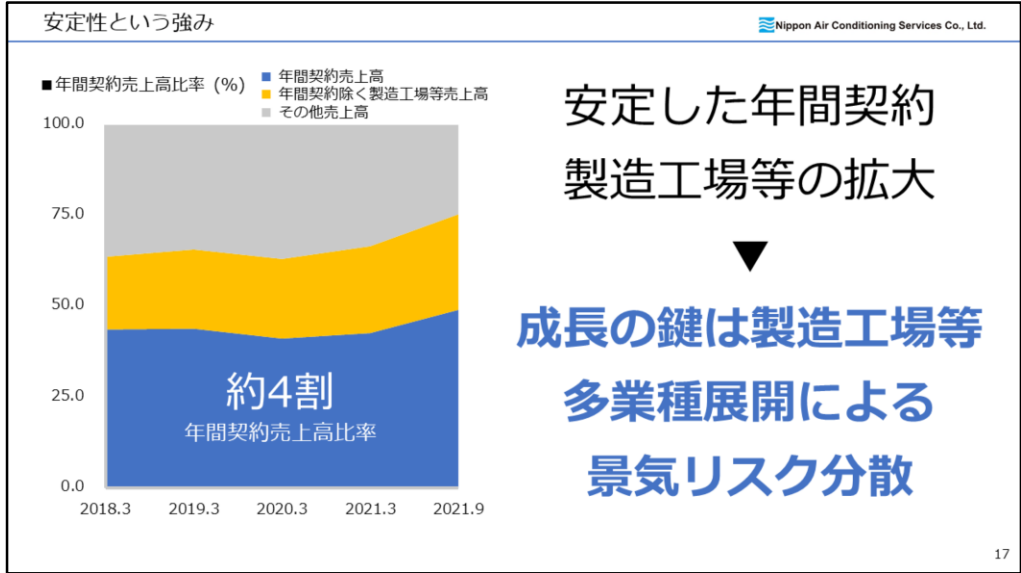 安定性という強み
Nippon Air Conditioning Services Co., Ltd.
■年間契約売上高比率 (%)
年間契約売上高
年間契約除く製造工場等売上高
その他売上高
100.0
75.0
50.0
25.0
0.0
約4割
年間契約売上高比率
2018.3 2019.3 2020.3 2021.3 2021.9
安定した年間契約
製造工場等の拡大
▼
成長の鍵は製造工場等
多業種展開による
景気リスク分散
17